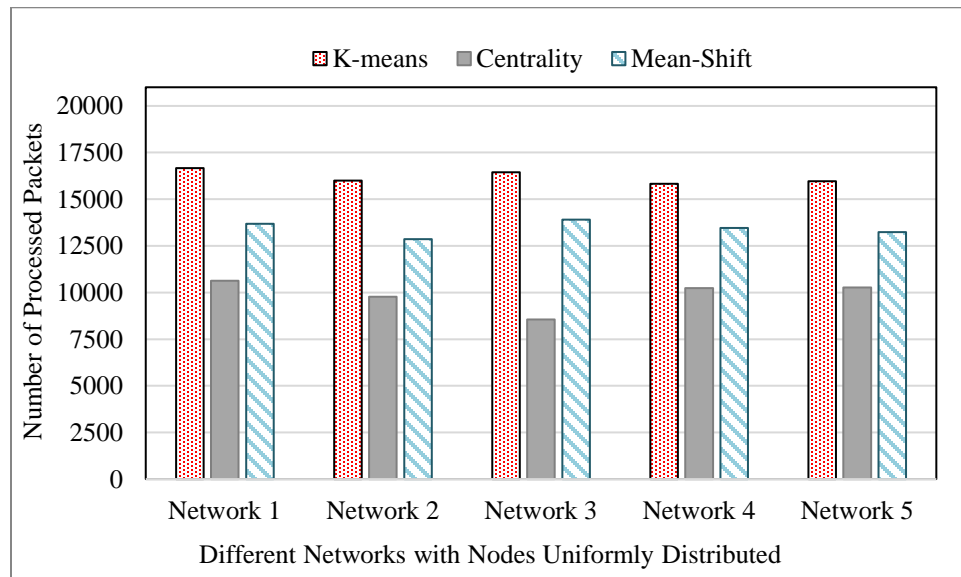 K-means Centrality Mean-Shift
Number of Processed Packets
20000
17500
15000
12500
10000
7500
5000
2500
0
Network 1 Network 2 Network 3 Network 4 Network 5
Different Networks with Nodes Uniformly Distributed